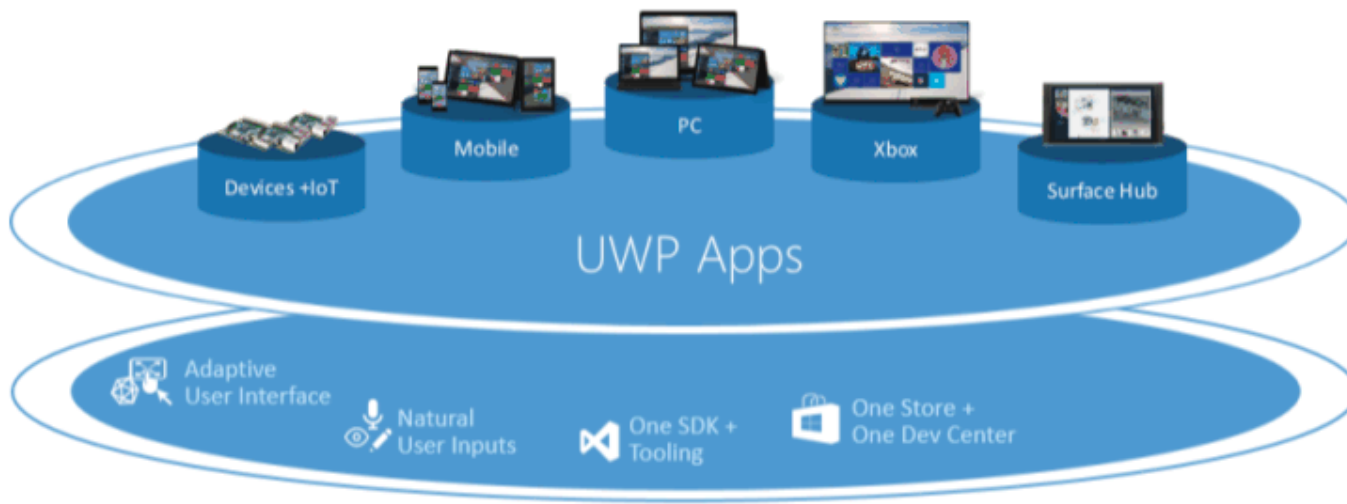 Devices +IoT
Mobile
PC
Xbox
Surface Hub
UWP Apps
Adaptive
User Interface
Natural
User Inputs
One SDK +
Tooling
One Store +
One Dev Center